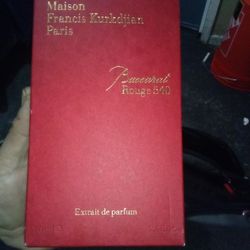 Maison
Francis Kurkdjian
Paris
Baccarat
Rouge 540
Extrait de parfum